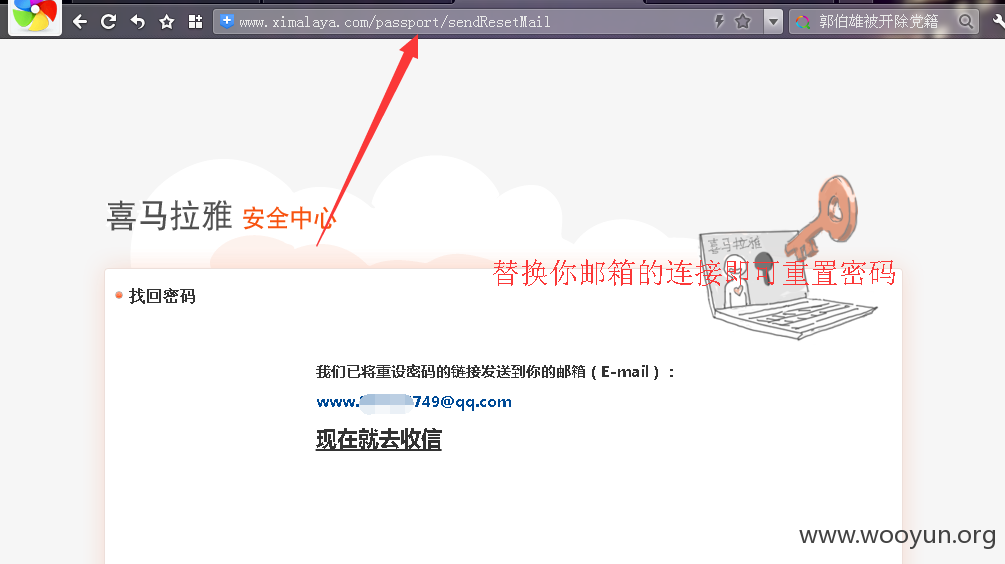 www.ximalaya.com/passport/sendResetMail
郭伯雄被开除党籍
喜马拉雅 安全中心
喜马拉雅
替换你邮箱的连接即可重置密码
找回密码
我们已将重设密码的链接发送到你的邮箱（E-mail）：
www. 749@qq.com
现在就去收信
www.wooyun.org